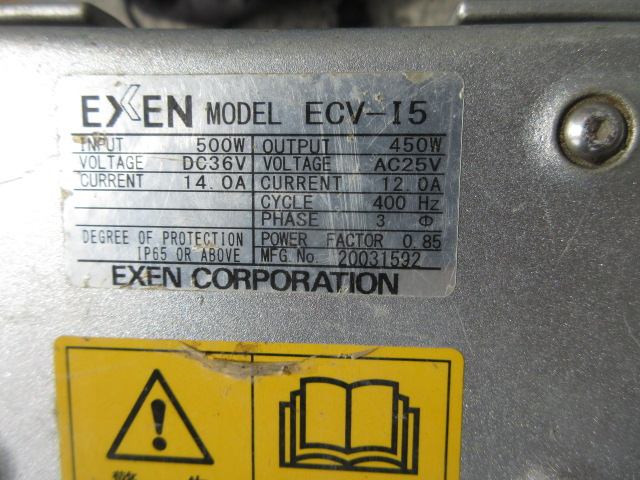 EXEN MODEL ECV-I5
INPUT 500W OUTPUT 450W
VOLTAGE DC36V VOLTAGE AC25V
CURRENT 14.0A CURRENT 12.0A
CYCLE 400 Hz
PHASE 3 Φ
DEGREE OF PROTECTION POWER FACTOR 0.85
IP65 OR ABOVE MFG.No. 20031592
EXEN CORPORATION